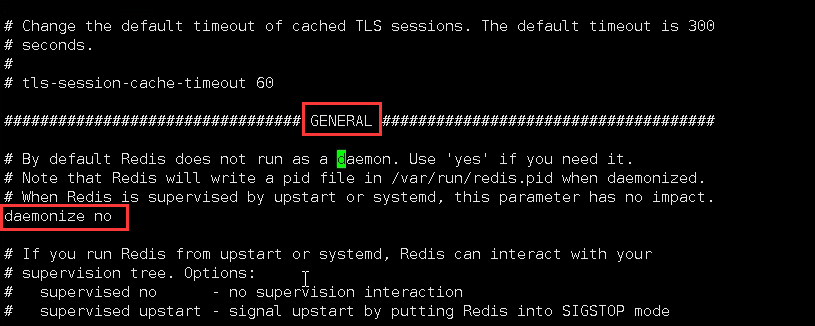 # Change the default timeout of cached TLS sessions. The default timeout is 300
# seconds.
#
# tls-session-cache-timeout 60
################################# GENERAL #####################################
# By default Redis does not run as a daemon. Use 'yes' if you need it.
# Note that Redis will write a pid file in /var/run/redis.pid when daemonized.
# When Redis is supervised by upstart or systemd, this parameter has no impact.
daemonize no
# If you run Redis from upstart or systemd, Redis can interact with your
# supervision tree. Options:
#   supervised no      - no supervision interaction
#   supervised upstart - signal upstart by putting Redis into SIGSTOP mode